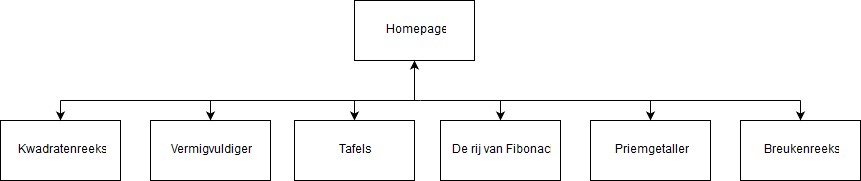 Homepage
Kwadratenreeks
Vermigvuldiger
Tafels
De rij van Fibonac
Priemgetaller
Breukenreeks